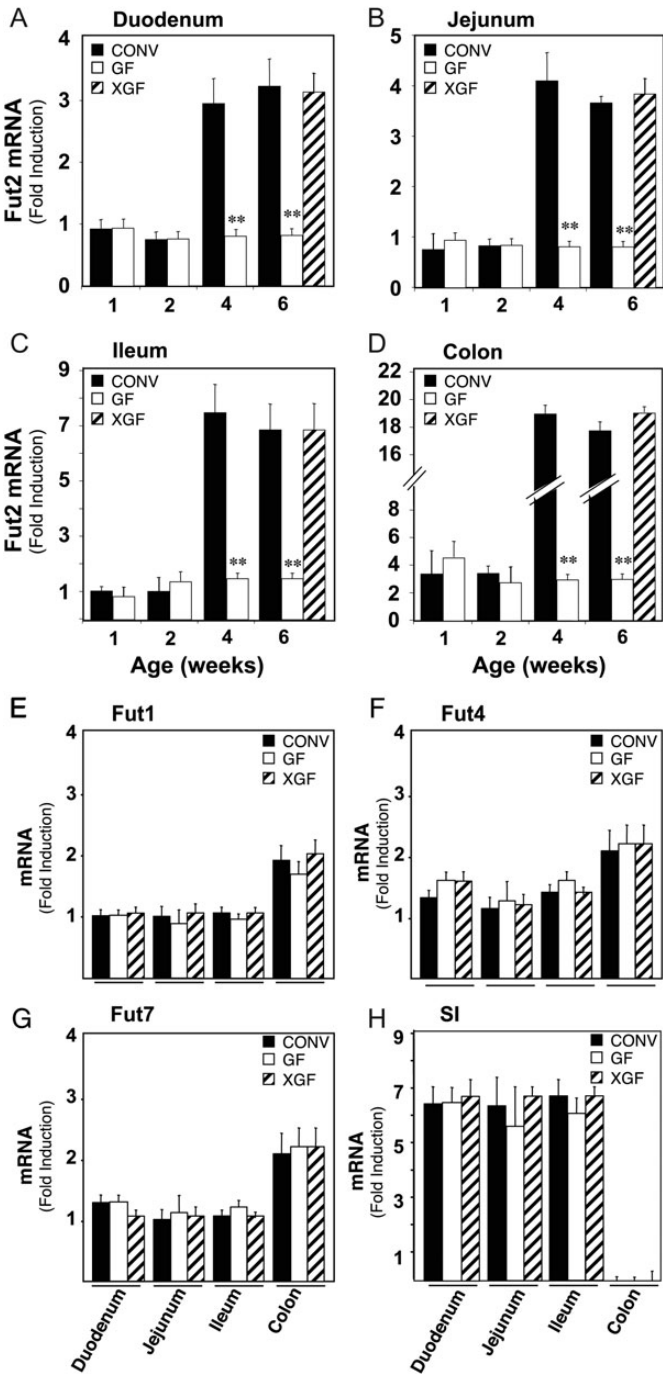 A Duodenum
4
3
2
1
0
Fut2 mRNA
(Fold Induction)
CONV
GF
XGF
**
**
1 2 4 6
B Jejunum
5
4
3
2
1
0
CONV
GF
XGF
**
**
1 2 4 6
C Ileum
9
7
5
3
1
Fut2 mRNA
(Fold Induction)
CONV
GF
XGF
**
**
1 2 4 6
Age (weeks)
D Colon
22
20
18
16
8
6
4
2
0
CONV
GF
XGF
**
**
1 2 4 6
Age (weeks)
E Fut1
4
3
2
1
mRNA
(Fold Induction)
CONV
GF
XGF
F Fut4
4
3
2
1
mRNA
(Fold Induction)
CONV
GF
XGF
G Fut7
4
3
2
1
mRNA
(Fold Induction)
CONV
GF
XGF
Duodenum
Jejunum
Ileum
Colon
H SI
9
7
5
3
1
mRNA
(Fold Induction)
CONV
GF
XGF
Duodenum
Jejunum
Ileum
Colon